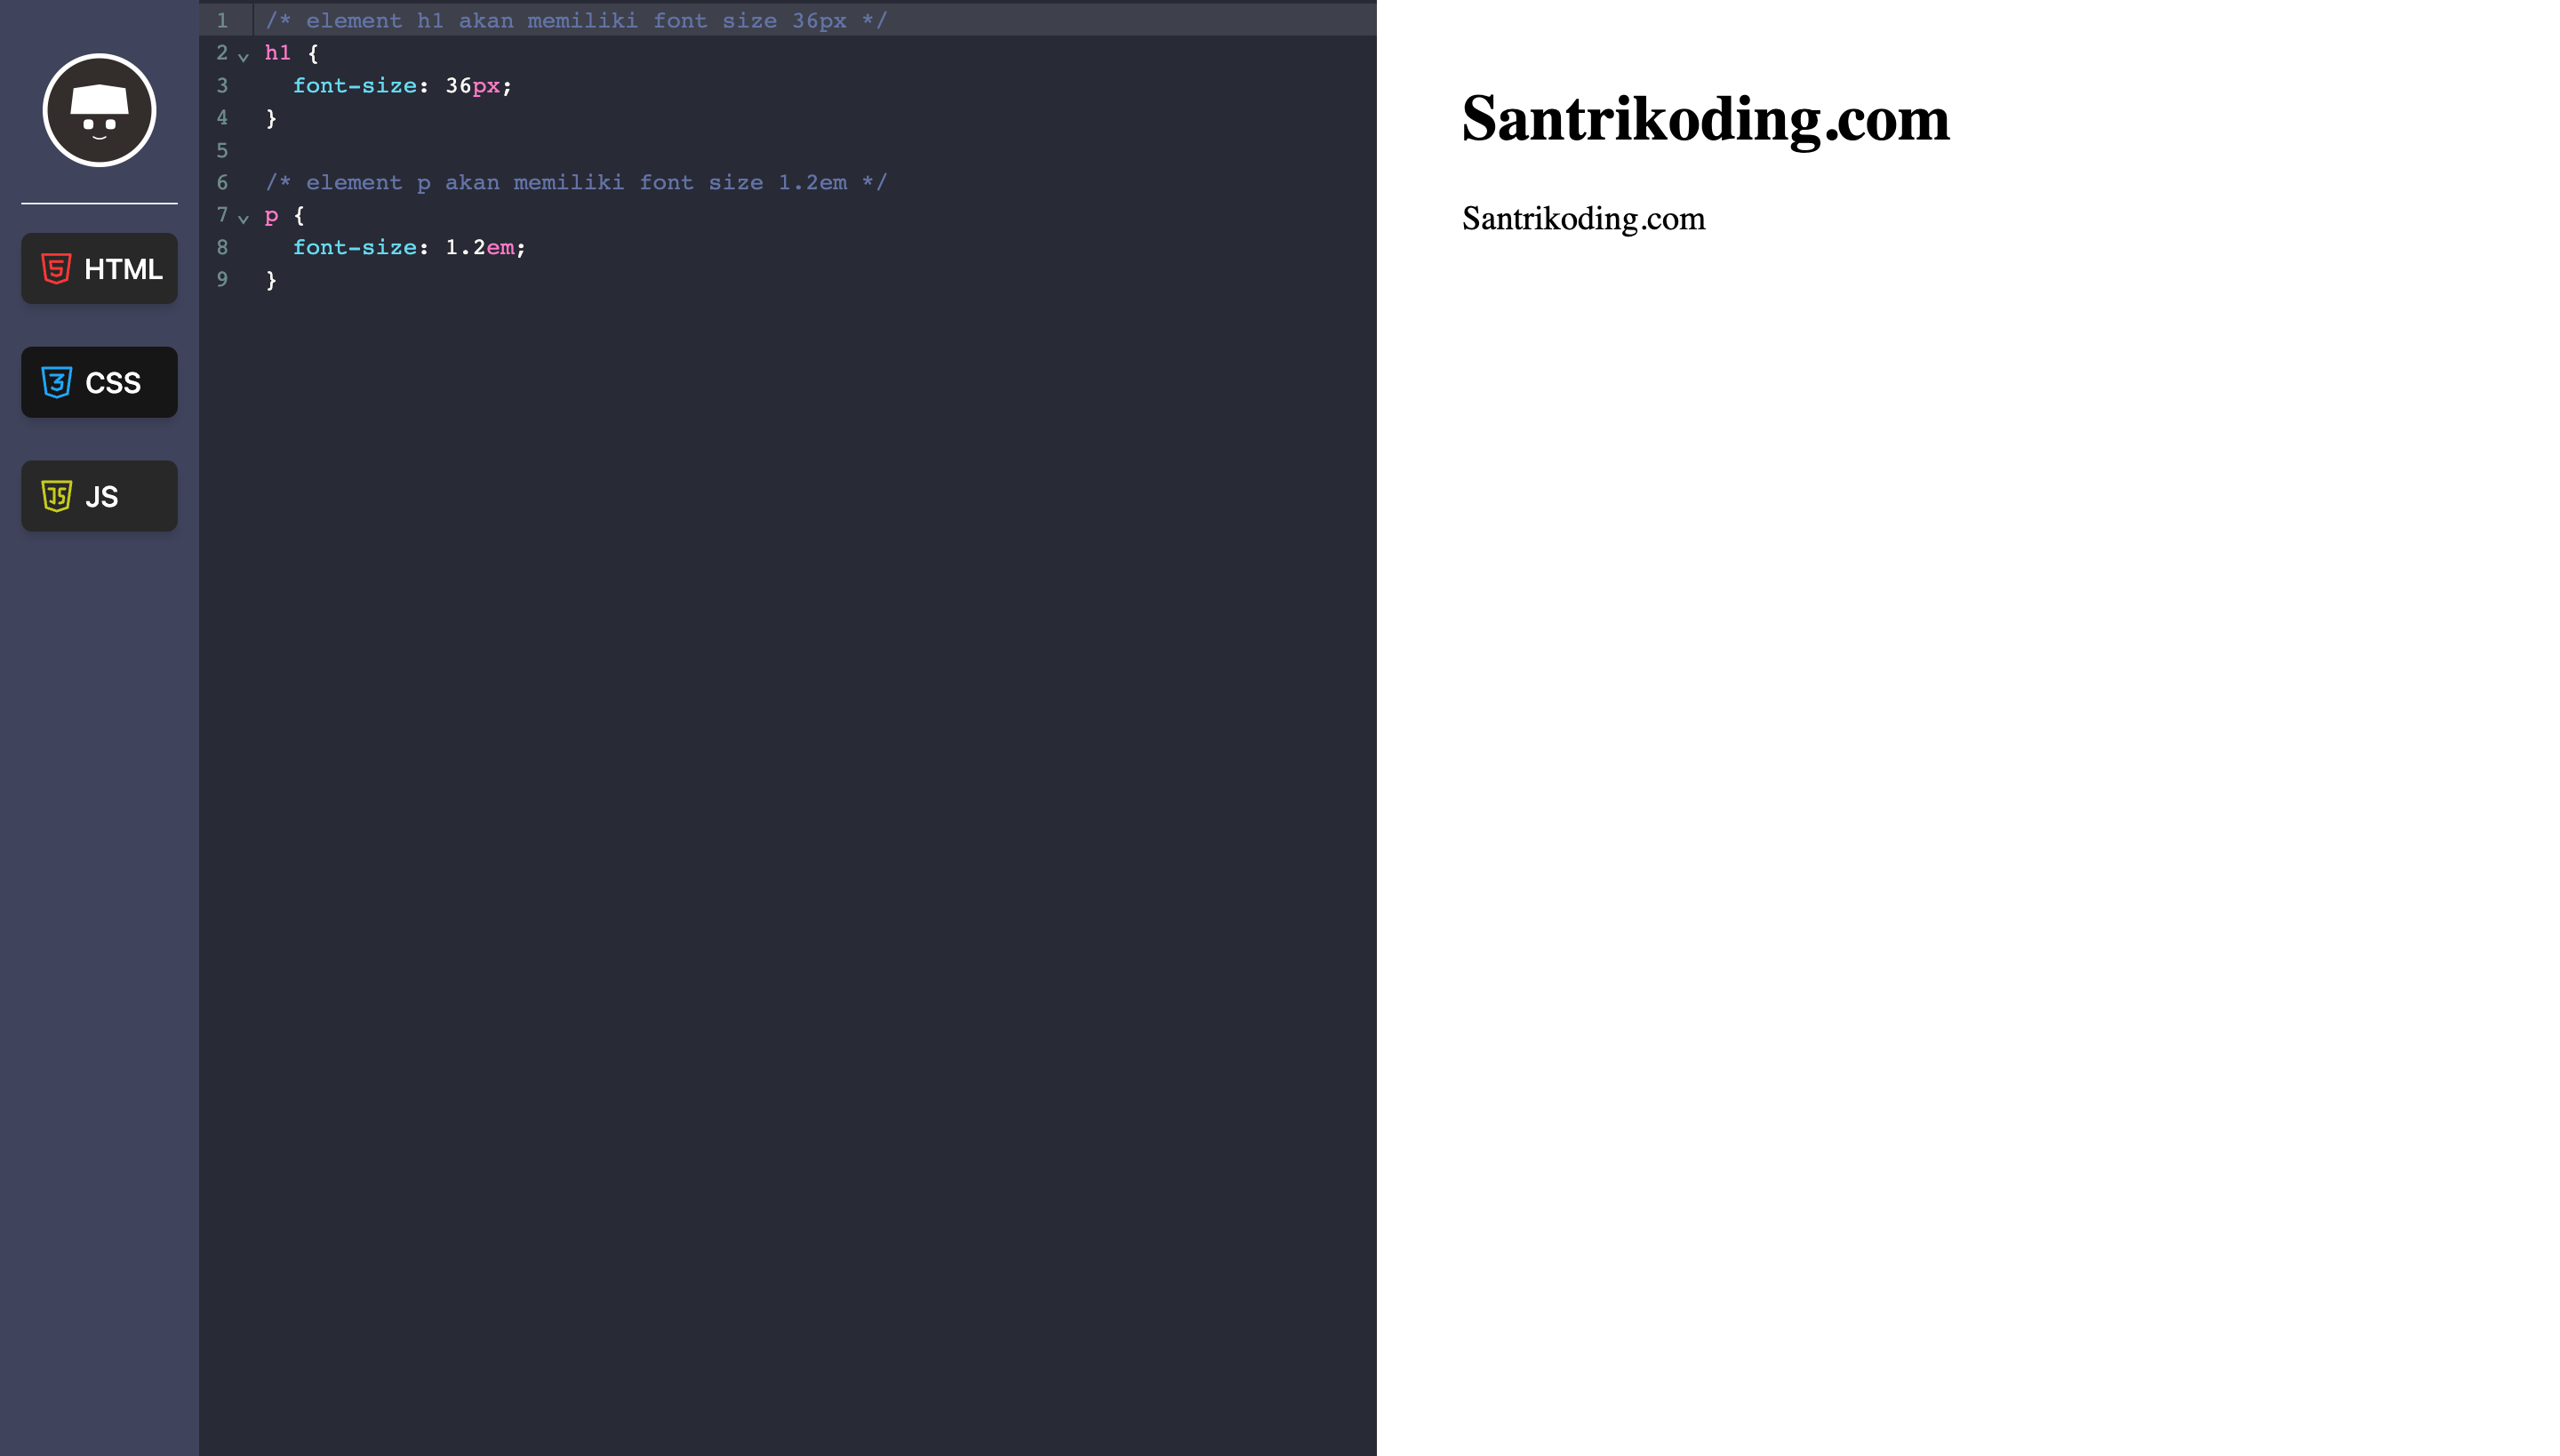 HTML
CSS
JS
1 /* element h1 akan memiliki font size 36px */
2 h1 {
3   font-size: 36px;
4 }
5
6 /* element p akan memiliki font size 1.2em */
7 p {
8   font-size: 1.2em;
9 }
Santrikoding.com
Santrikoding.com